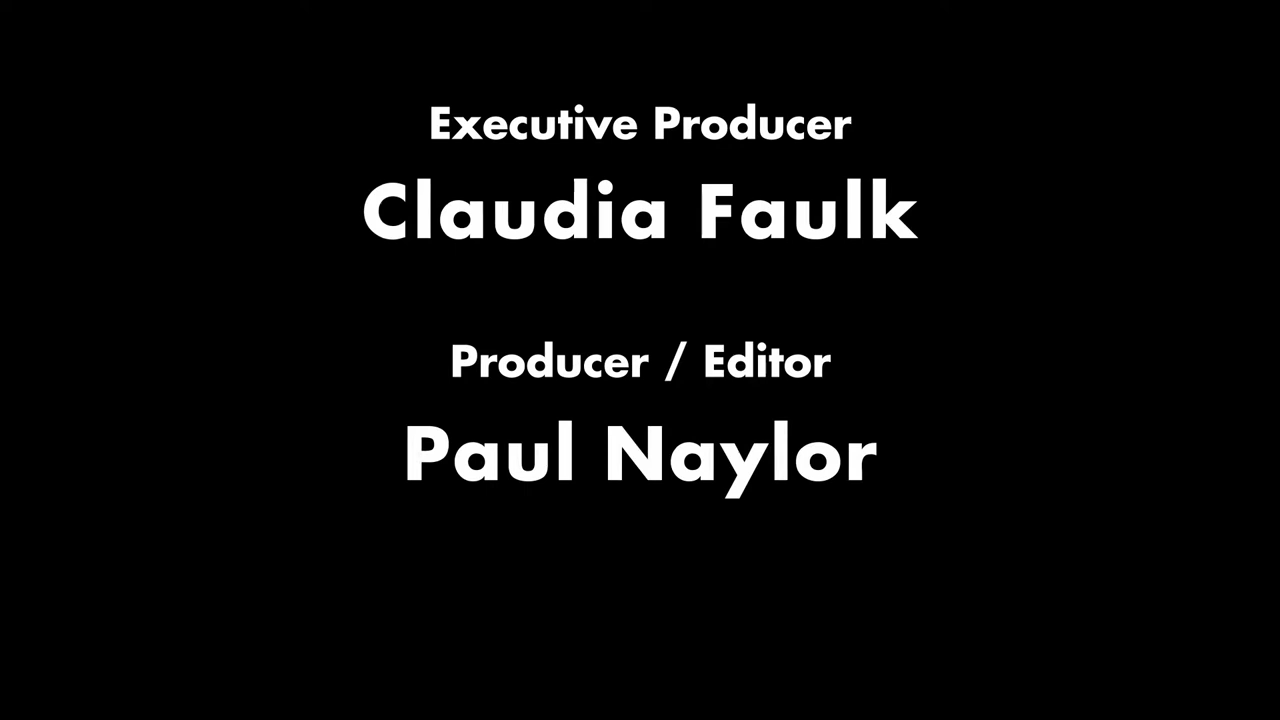 Executive Producer
Claudia Faulk
Producer / Editor
Paul Naylor